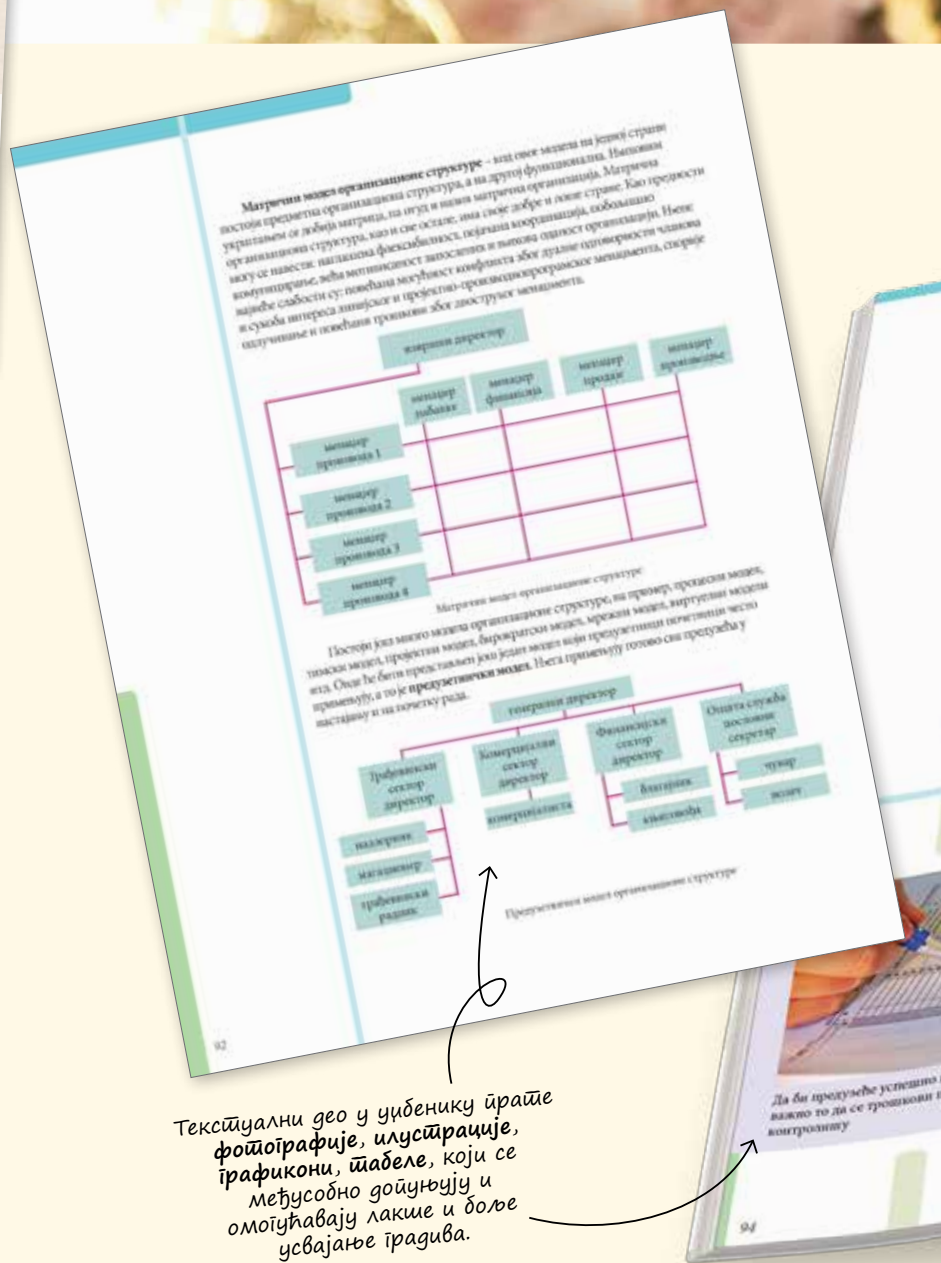 Матрични модел организационе структуре – код овог модела на једној страни
постоји предметна организациона структура, а на другој функционална. Њиховим
укрштањем се добија матрица, па отуд и назив матрична организација. Матрична
организациона структура, као и све остале, има своје добре и лоше стране. Као предности
могу се навести: наглашена флексибилност, појачана координација, побољшано
комуницирање, већа мотивисаност запослених и њихова оданост организацији. Њене
највеће слабости су: повећана могућност конфликта због дуалне одговорности чланова
и сукоба интереса линијског и пројектно-производнопрограмског менаџмента, спорије
одлучивање и повећани трошкови због двоструког менаџмента.
извршни директор
менаџер
набавке
менаџер
финансија
менаџер
продаје
менаџер
производње
менаџер
производа 1
менаџер
производа 2
менаџер
производа 3
менаџер
производа 4
Матрични модел организационе структуре
Постоји још много модела организационе структуре, на пример, процесни модел,
тимски модел, пројектни модел, бирократски модел, мрежни модел, виртуелни модели
итд. Овде ће бити представљен још један модел који предузетници почетници често
примењују, а то је предузетнички модел. Њега примењују готово сва предузећа у
настајању и на почетку рада.
генерални директор
Грађевински
сектор
директор
Комерцијални
сектор
директор
Финансијски
сектор
директор
Општа служба
пословни
секретар
надзорник
магационер
грађевински
радник
комерцијалиста
благајник
књиговођа
чувар
возач
Предузетнички модел организационе структуре
92
Текстуални део у уџбенику прате
фотографије, илустрације,
графикони, табеле, који се
међусобно допуњују и
омогућавају лакше и боље
усвајање градива.
Да би предузеће успешно
важно то да се трошкови
контролишу
94